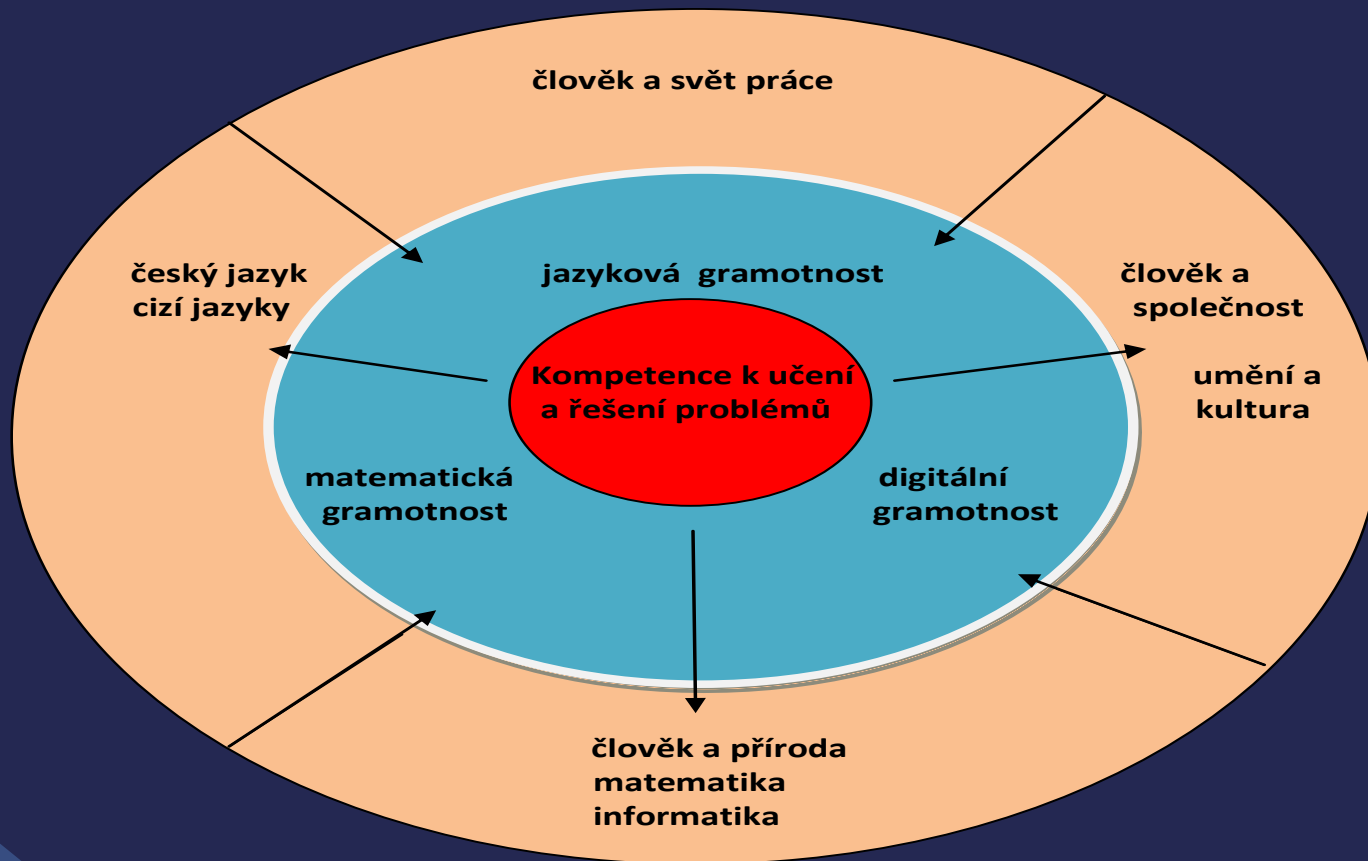 člověk a svět práce
český jazyk
cizí jazyky
jazyková gramotnost
člověk a
společnost
umění a
kultura
Kompetence k učení
a řešení problémů
matematická
gramotnost
digitální
gramotnost
člověk a příroda
matematika
informatika